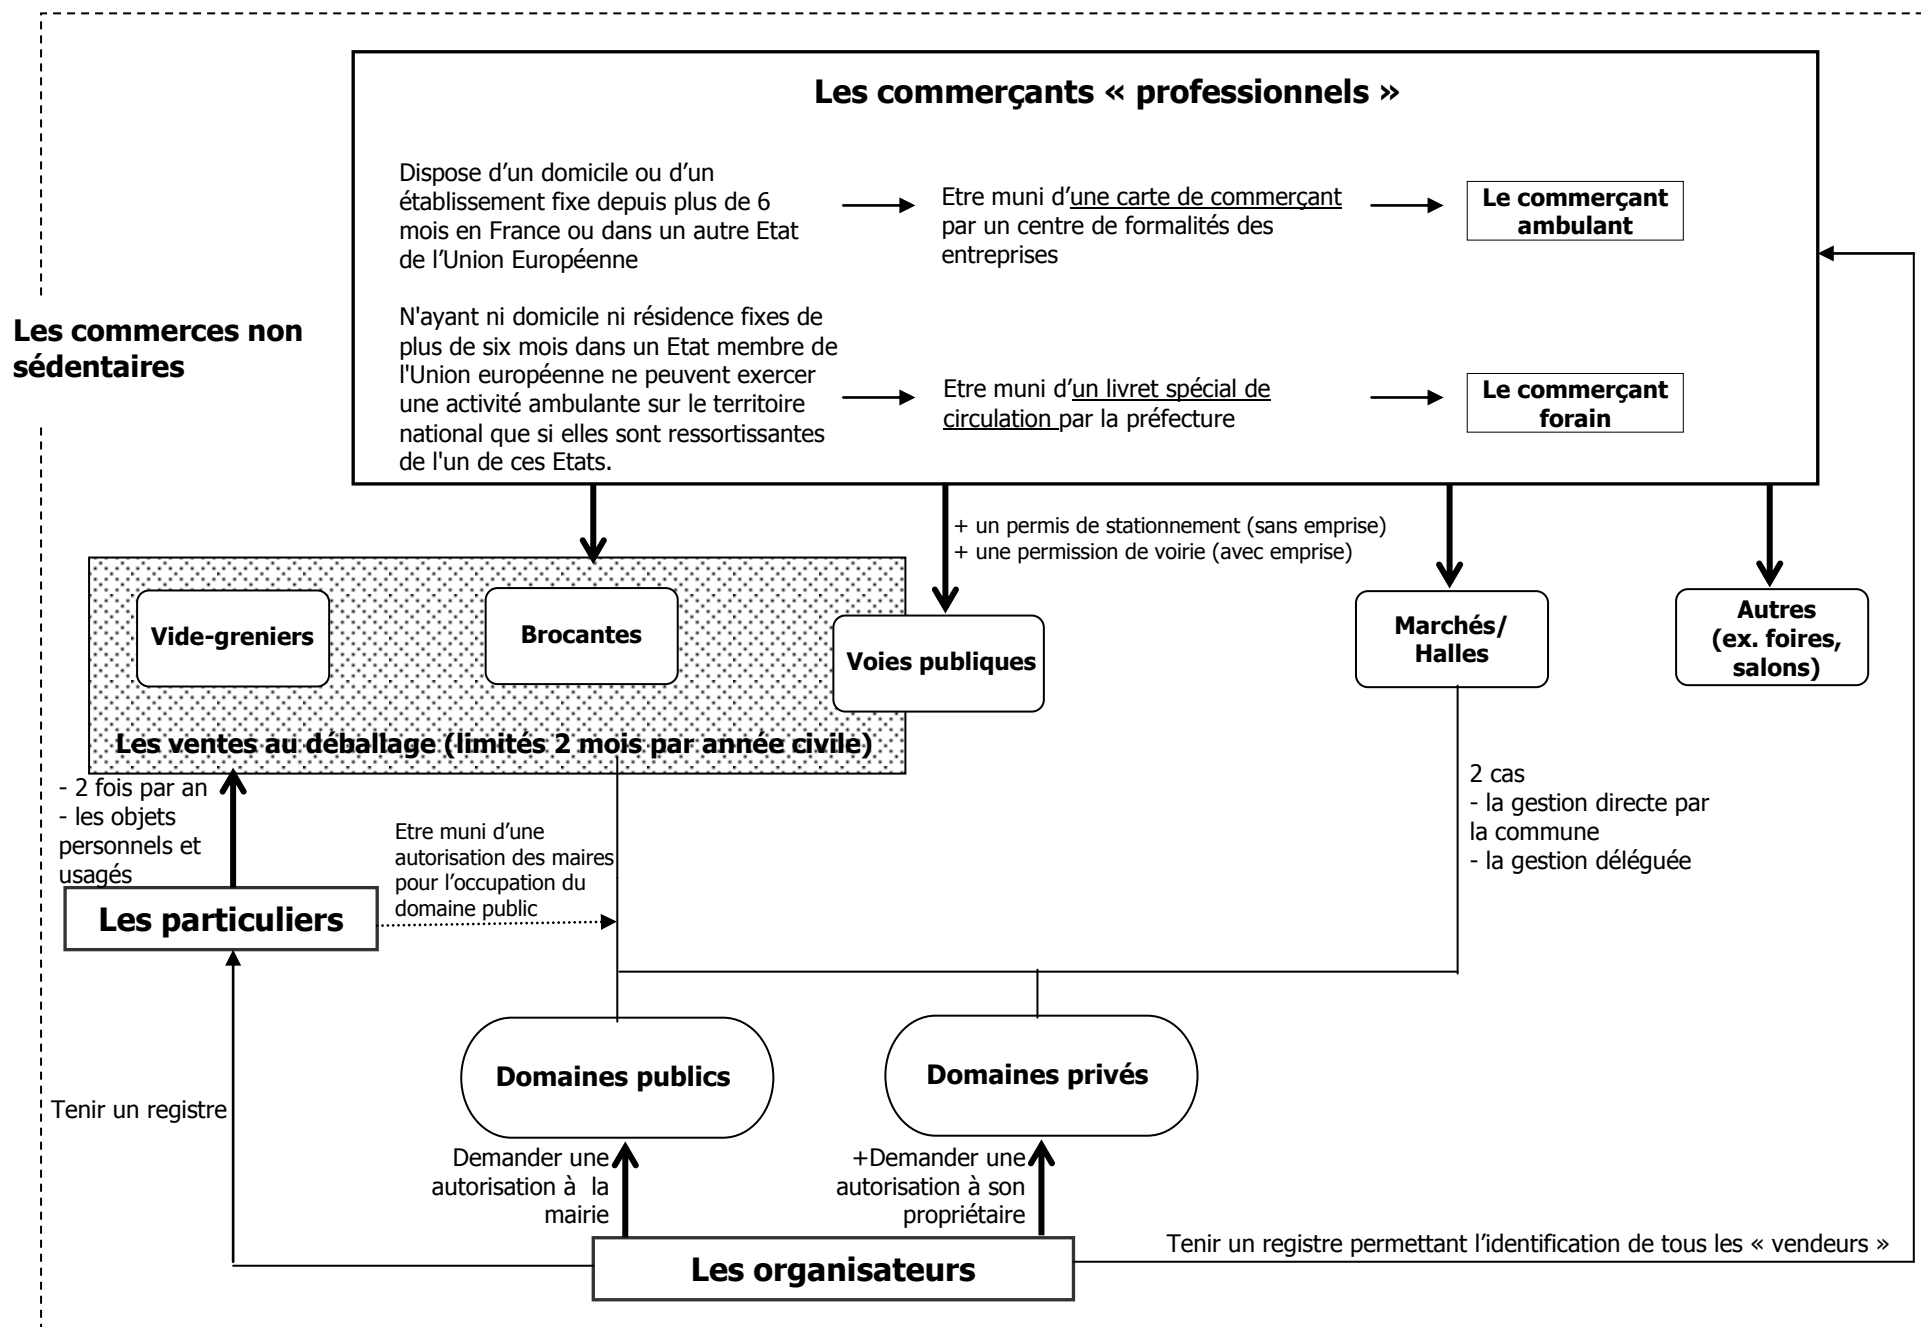 Les commerçants « professionnels »
Dispose d’un domicile ou d’un
établissement fixe depuis plus de 6
mois en France ou dans un autre Etat
de l’Union Européenne
Etre muni d’une carte de commerçant
par un centre de formalités des
entreprises
Le commerçant
ambulant
Les commerces non
sédentaires
N'ayant ni domicile ni résidence fixes de
plus de six mois dans un Etat membre de
l'Union européenne ne peuvent exercer
une activité ambulante sur le territoire
national que si elles sont ressortissantes
de l'un de ces Etats.
Etre muni d’un livret spécial de
circulation par la préfecture
Le commerçant
forain
+ un permis de stationnement (sans emprise)
+ une permission de voirie (avec emprise)
Vide-greniers
Brocantes
Voies publiques
Marchés/
Halles
Autres
(ex. foires,
salons)
Les ventes au déballage (limités 2 mois par année civile)
- 2 fois par an
- les objets
personnels et
usagés
Etre muni d’une
autorisation des maires
pour l’occupation du
domaine public
2 cas
- la gestion directe par
la commune
- la gestion déléguée
Les particuliers
Domaines publics
Domaines privés
Tenir un registre
Demander une
autorisation à  la
mairie
+Demander une
autorisation à son
propriétaire
Les organisateurs
Tenir un registre permettant l’identification de tous les « vendeurs »